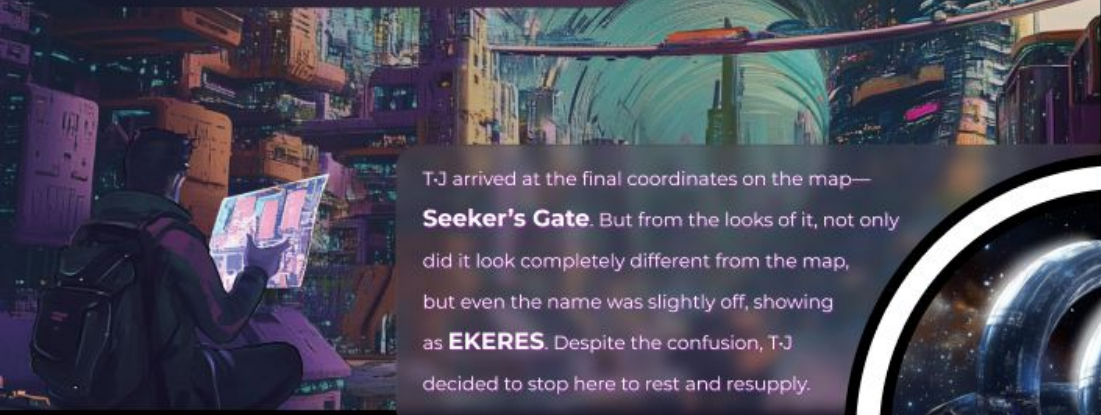 T-J arrived at the final coordinates on the map—
Seeker’s Gate. But from the looks of it, not only
did it look completely different from the map,
but even the name was slightly off, showing
as EKERES. Despite the confusion, T-J
decided to stop here to rest and resupply.